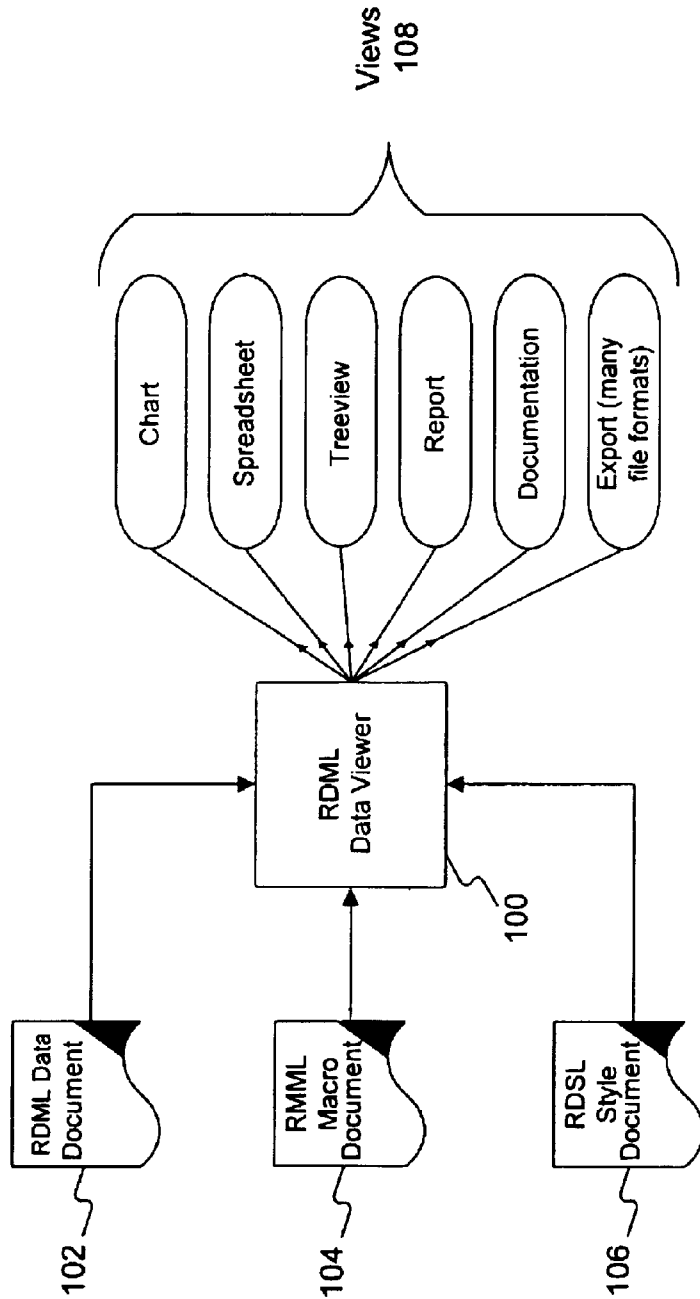 102
RDML Data
Document
104
RMML
Macro
Document
106
RDSL
Style
Document
RDML
Data Viewer
100
Chart
Spreadsheet
Treeview
Report
Documentation
Export (many
file formats)
Views
108